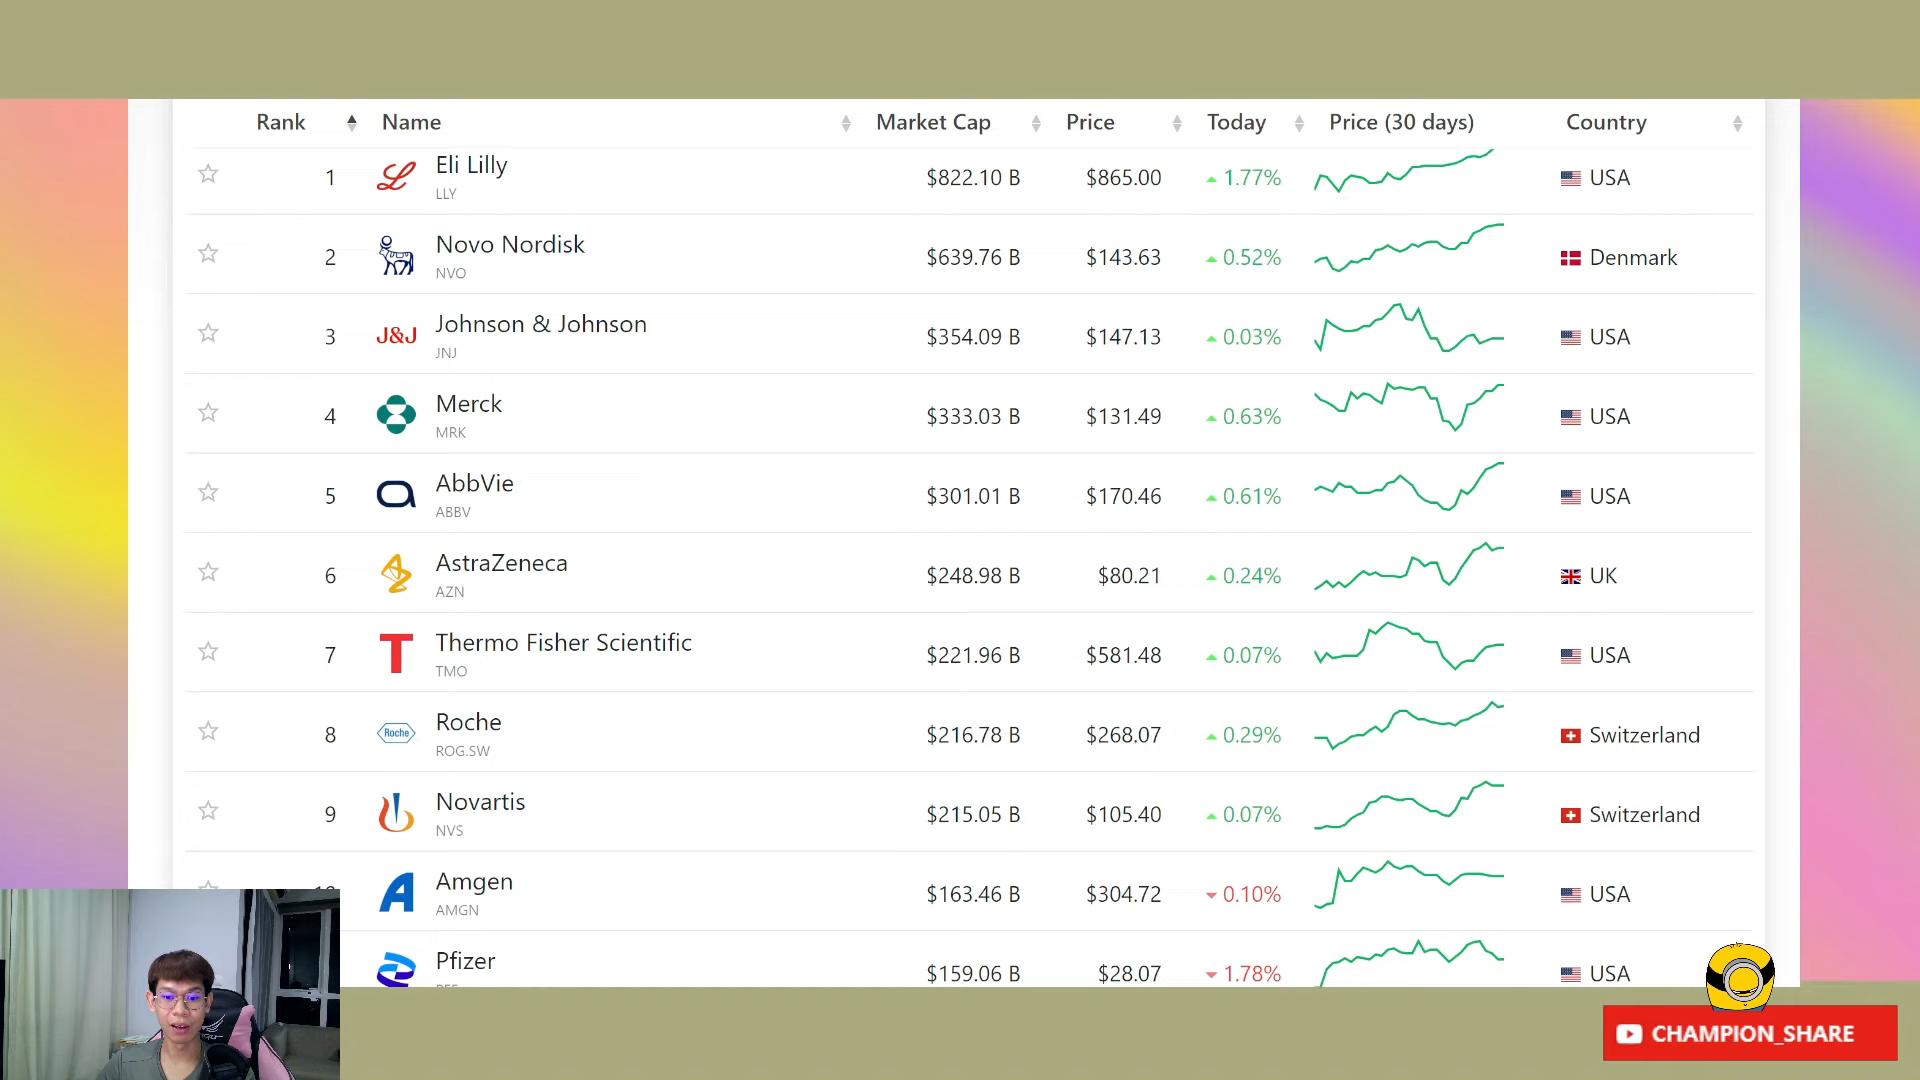 Rank Name Market Cap Price Today Price (30 days) Country
1 Eli Lilly $822.10 B $865.00 1.77% USA
LLY
2 Novo Nordisk $639.76 B $143.63 0.52% Denmark
NVO
3 J&J Johnson & Johnson $354.09 B $147.13 0.03% USA
JNJ
4 Merck $333.03 B $131.49 0.63% USA
MRK
5 AbbVie $301.01 B $170.46 0.61% USA
ABBV
6 AstraZeneca $248.98 B $80.21 0.24% UK
AZN
7 Thermo Fisher Scientific $221.96 B $581.48 0.07% USA
TMO
8 Roche Roche $216.78 B $268.07 0.29% Switzerland
ROG.SW
9 Novartis $215.05 B $105.40 0.07% Switzerland
NVS
Amgen $163.46 B $304.72 0.10% USA
AMGN
Pfizer $159.06 B $28.07 1.78% USA
CHAMPION_SHARE